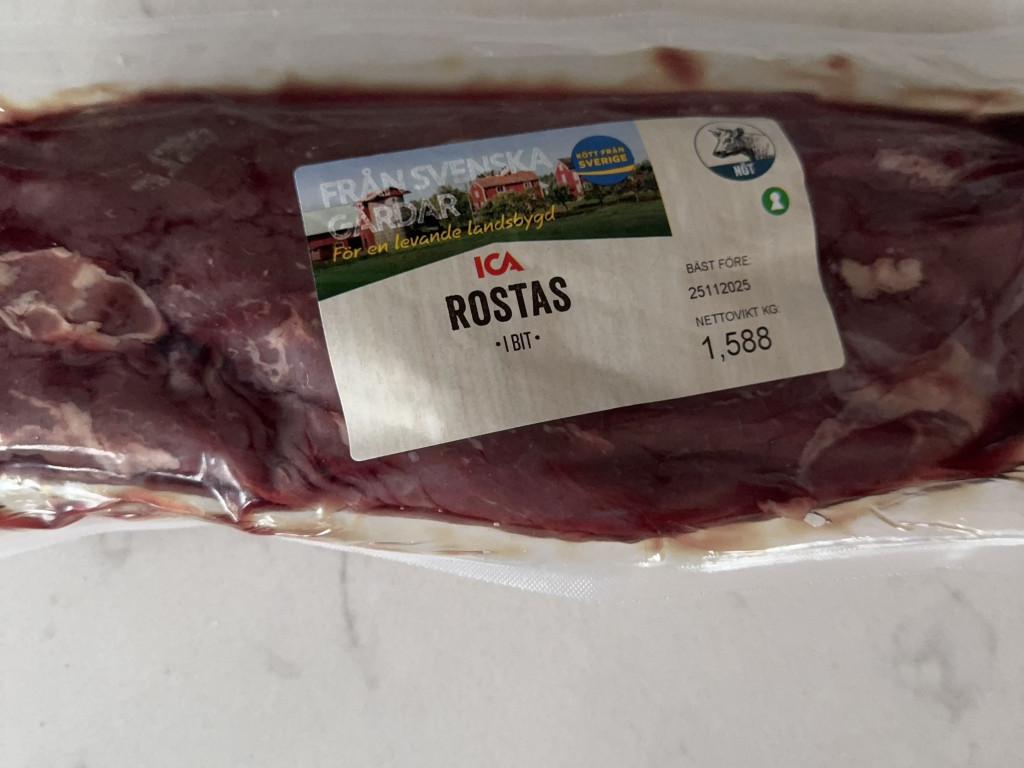 FRÅN SVENSKA
GÅRDAR
För en levande landsbygd
KÖTT FRÅN
SVERIGE
NÖT
ICA
ROSTAS
• I BIT •
BÄST FÖRE:
25112025
NETTOVIKT KG:
1,588